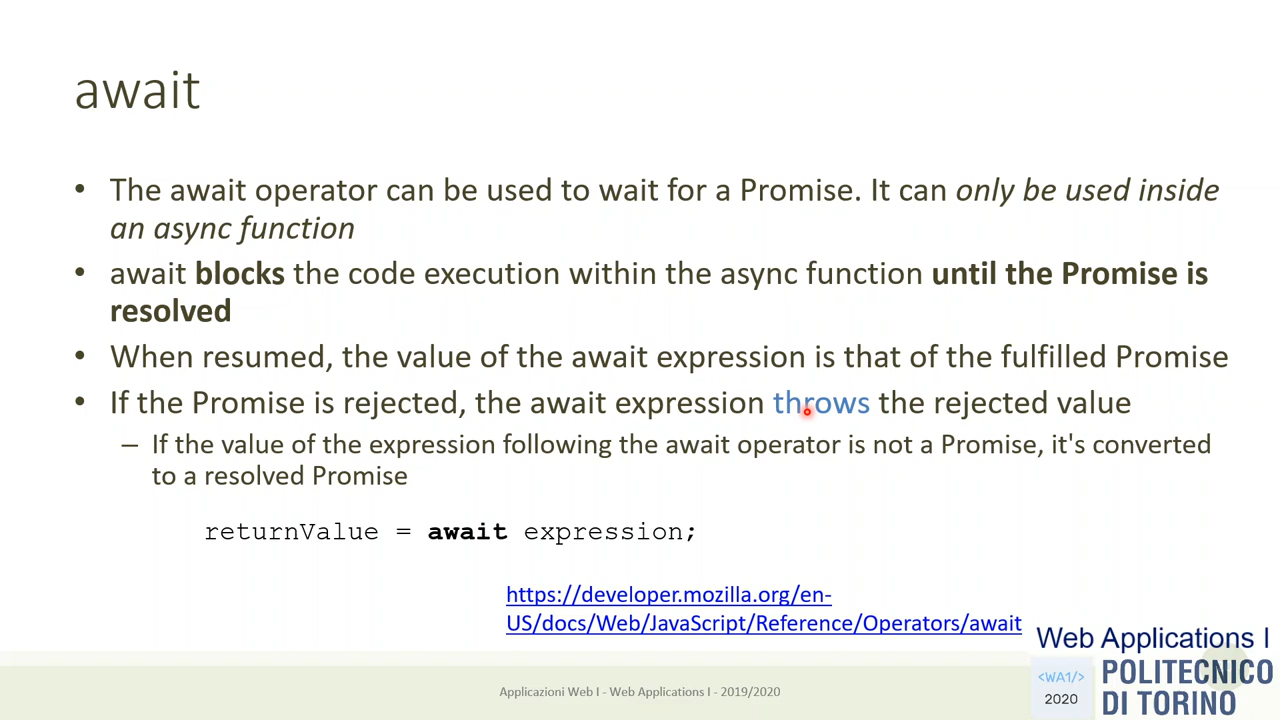 await
• The await operator can be used to wait for a Promise. It can only be used inside
an async function
• await blocks the code execution within the async function until the Promise is
resolved
• When resumed, the value of the await expression is that of the fulfilled Promise
• If the Promise is rejected, the await expression throws the rejected value
– If the value of the expression following the await operator is not a Promise, it's converted
to a resolved Promise
returnValue = await expression;
https://developer.mozilla.org/en-
US/docs/Web/JavaScript/Reference/Operators/await
Applicazioni Web I - Web Applications I - 2019/2020
Web Applications I
<WA1/>
2020
POLITECNICO
DI TORINO